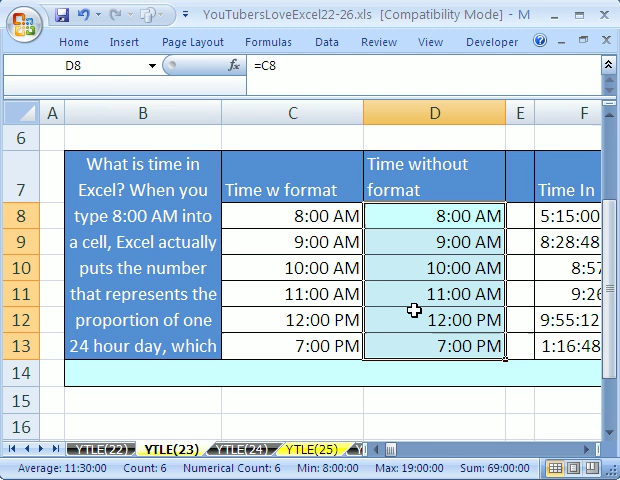 YouTubersLoveExcel22-26.xls [Compatibility Mode] - M
Home Insert Page Layout Formulas Data Review View Developer
D8 fx =C8
A B C D E F
6
7 What is time in Excel? When you Time w format Time without format Time In
8 type 8:00 AM into 8:00 AM 8:00 AM 5:15:00
9 a cell, Excel actually 9:00 AM 9:00 AM 8:28:48
10 puts the number 10:00 AM 10:00 AM 8:57
11 that represents the 11:00 AM 11:00 AM 9:26
12 proportion of one 12:00 PM 12:00 PM 9:55:12
13 24 hour day, which 7:00 PM 7:00 PM 1:16:48
14
15
16
YTLE(22) YTLE(23) YTLE(24) YTLE(25) Y
Average: 11:30:00 Count: 6 Numerical Count: 6 Min: 8:00:00 Max: 19:00:00 Sum: 69:00:00